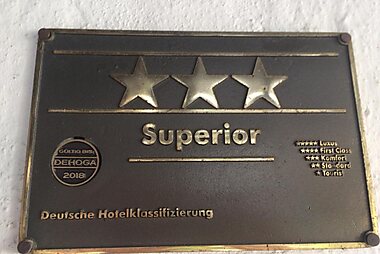 Superior
GÜLTIG BIS:
DEHOGA
2018
***** Luxus
**** First Class
*** Komfort
** Standard
* Tourist
Deutsche Hotelklassifizierung